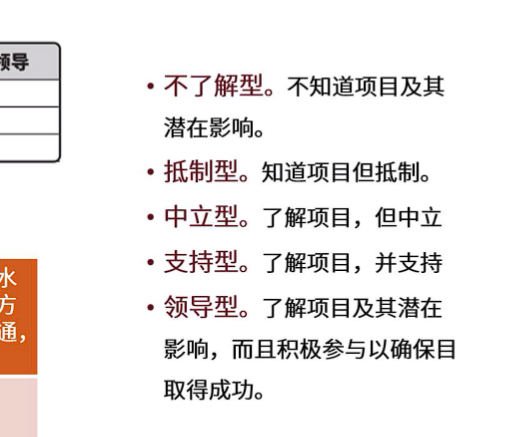 领导
• 不了解型。不知道项目及其
潜在影响。
• 抵制型。知道项目但抵制。
• 中立型。了解项目，但中立
• 支持型。了解项目，并支持
• 领导型。了解项目及其潜在
影响，而且积极参与以确保目
取得成功。
水
方
通，